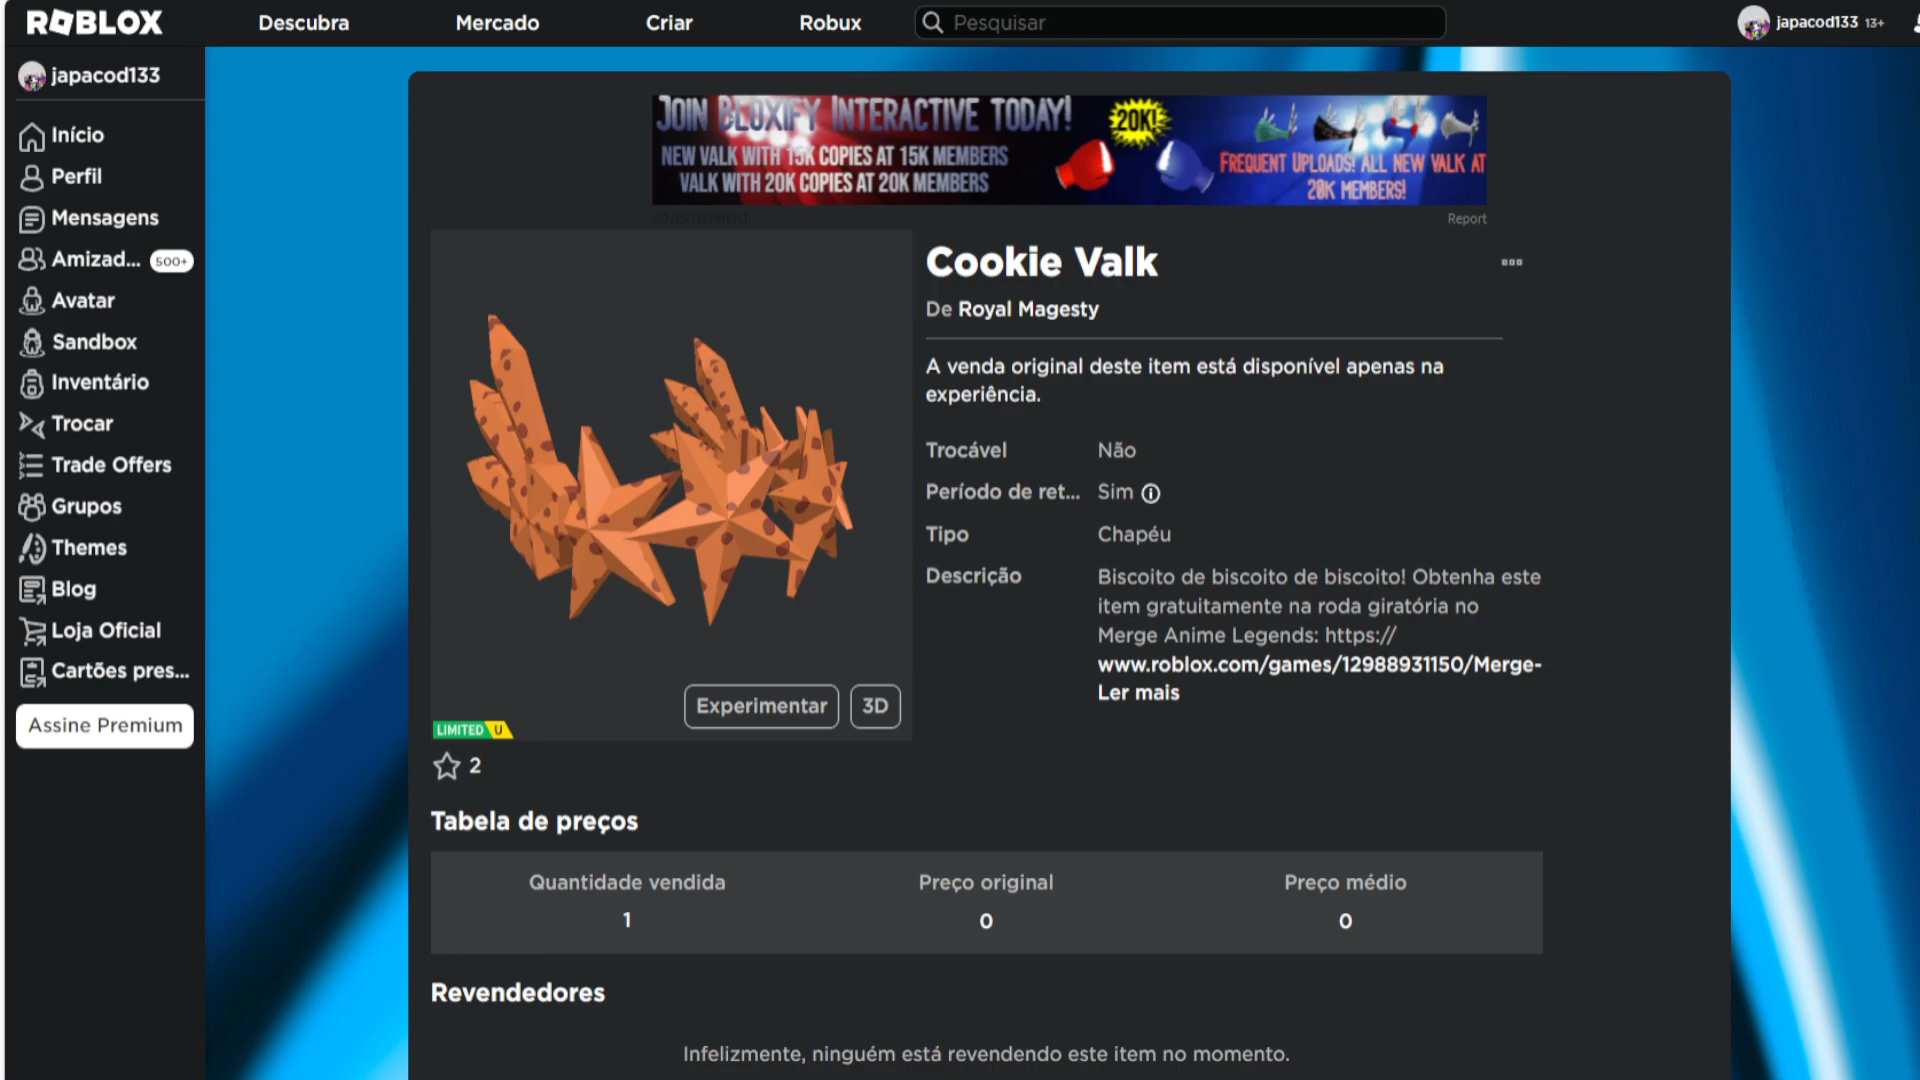 ROBLOX
Descubra
Mercado
Criar
Robux
Pesquisar
japacod133 13+
japacod133
Início
Perfil
Mensagens
Amizad... 500+
Avatar
Sandbox
Inventário
Trocar
Trade Offers
Grupos
Themes
Blog
Loja Oficial
Cartões pres...
Assine Premium
JOIN BLOXIFY INTERACTIVE TODAY!
NEW VALK WITH 15K COPIES AT 15K MEMBERS
VALK WITH 20K COPIES AT 20K MEMBERS
20K!
FREQUENT UPLOADS! ALL NEW VALK AT
20K MEMBERS!
ADVERTISEMENT
Report
Cookie Valk
De Royal Magesty
A venda original deste item está disponível apenas na
experiência.
Trocável Não
Período de ret... Sim
Tipo Chapéu
Descrição Biscoito de biscoito de biscoito! Obtenha este
item gratuitamente na roda giratória no
Merge Anime Legends: https://
www.roblox.com/games/12988931150/Merge-
Ler mais
Experimentar
3D
LIMITED U
2
Tabela de preços
Quantidade vendida Preço original Preço médio
1 0 0
Revendedores
Infelizmente, ninguém está revendendo este item no momento.